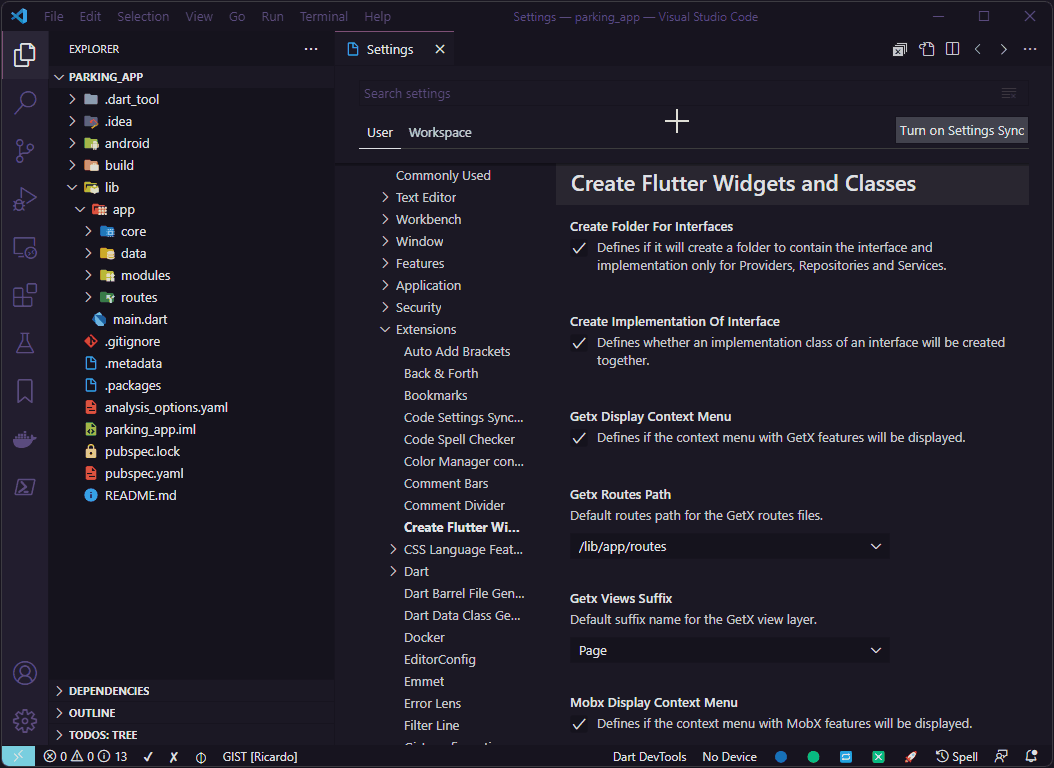 File Edit Selection View Go Run Terminal Help
Settings — parking_app — Visual Studio Code
EXPLORER
PARKING_APP
.dart_tool
.idea
android
build
lib
app
core
data
modules
routes
main.dart
.gitignore
.metadata
.packages
analysis_options.yaml
parking_app.iml
pubspec.lock
pubspec.yaml
README.md
DEPENDENCIES
OUTLINE
TODOS: TREE
Settings
Search settings
User Workspace
Turn on Settings Sync
Commonly Used
Text Editor
Workbench
Window
Features
Application
Security
Extensions
Auto Add Brackets
Back & Forth
Bookmarks
Code Settings Sync...
Code Spell Checker
Color Manager con...
Comment Bars
Comment Divider
Create Flutter Wi...
CSS Language Feat...
Dart
Dart Barrel File Gen...
Dart Data Class Ge...
Docker
EditorConfig
Emmet
Error Lens
Filter Line
Create Flutter Widgets and Classes
Create Folder For Interfaces
Defines if it will create a folder to contain the interface and
implementation only for Providers, Repositories and Services.
Create Implementation Of Interface
Defines whether an implementation class of an interface will be created
together.
Getx Display Context Menu
Defines if the context menu with GetX features will be displayed.
Getx Routes Path
Default routes path for the GetX routes files.
/lib/app/routes
Getx Views Suffix
Default suffix name for the GetX view layer.
Page
Mobx Display Context Menu
Defines if the context menu with MobX features will be displayed.
0 0 13 GIST [Ricardo] Dart DevTools No Device Spell